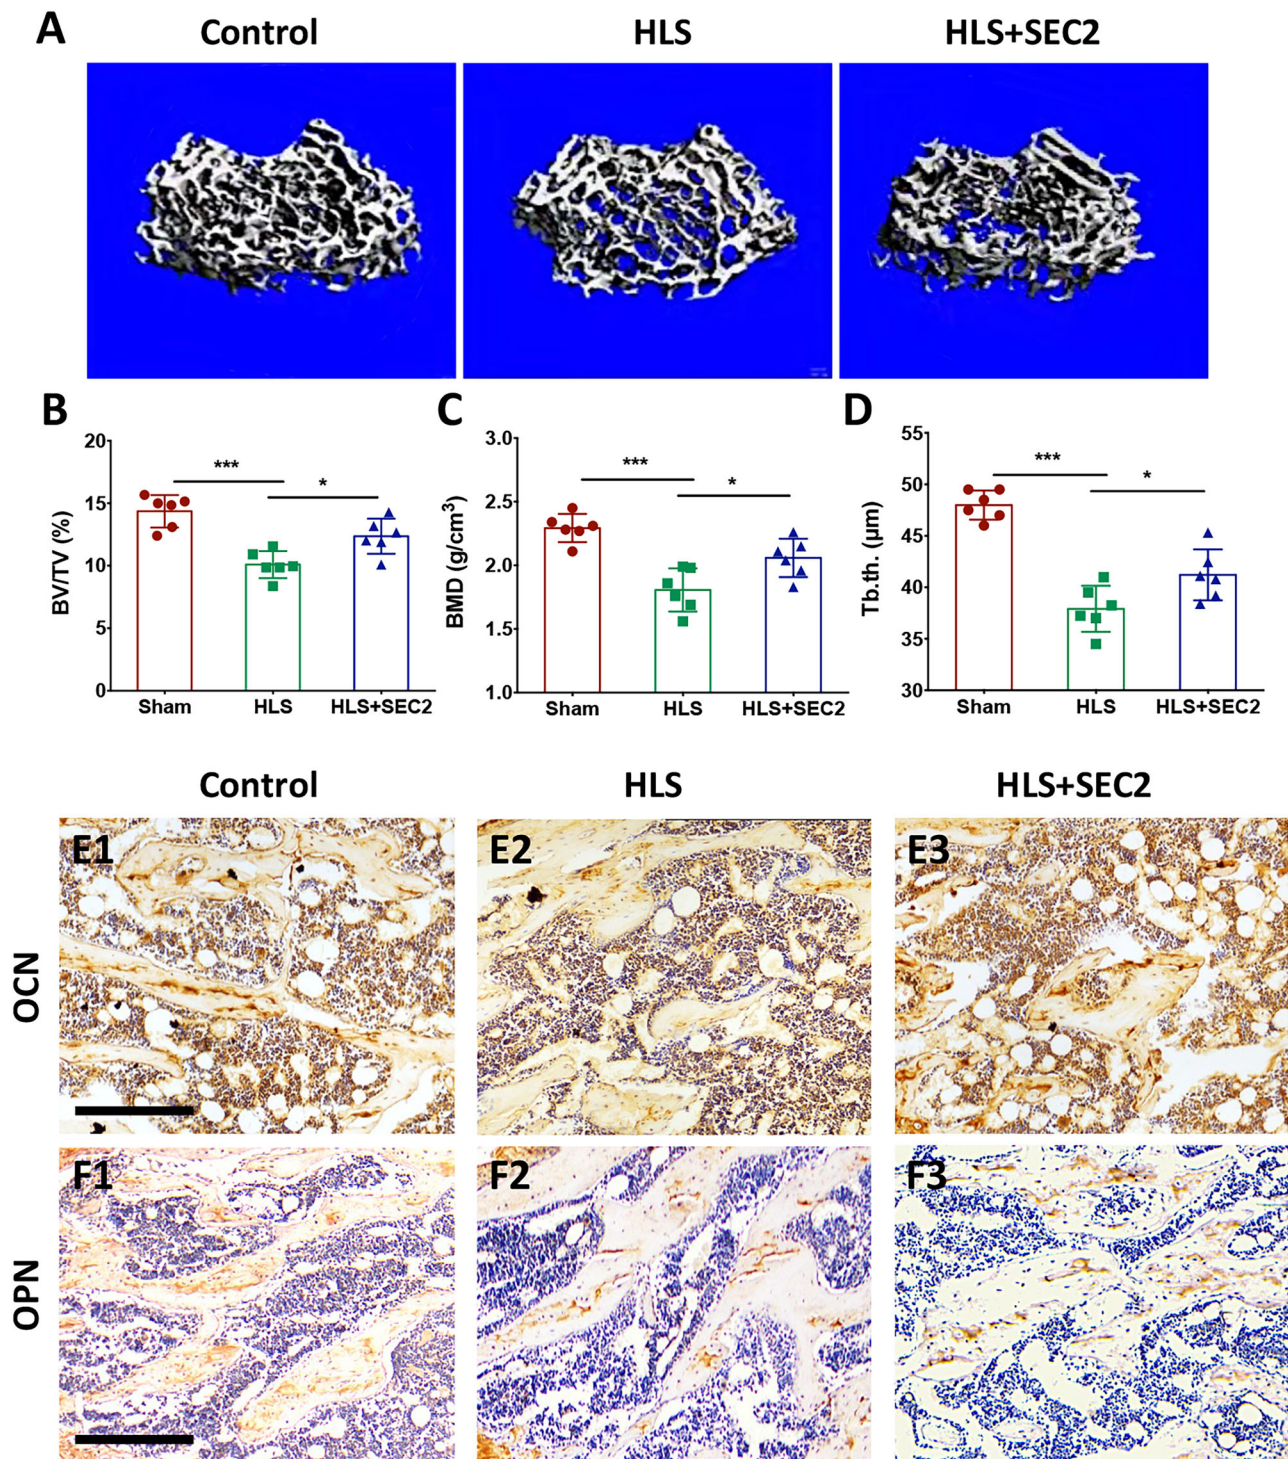 A
Control
HLS
HLS+SEC2
B
20
15
10
5
0
BV/TV (%)
***
*
Sham
HLS
HLS+SEC2
C
3.0
2.5
2.0
1.5
1.0
BMD (g/cm³)
***
*
Sham
HLS
HLS+SEC2
D
55
50
45
40
35
30
Tb.th. (μm)
***
*
Sham
HLS
HLS+SEC2
Control
HLS
HLS+SEC2
OCN
E1
E2
E3
OPN
F1
F2
F3